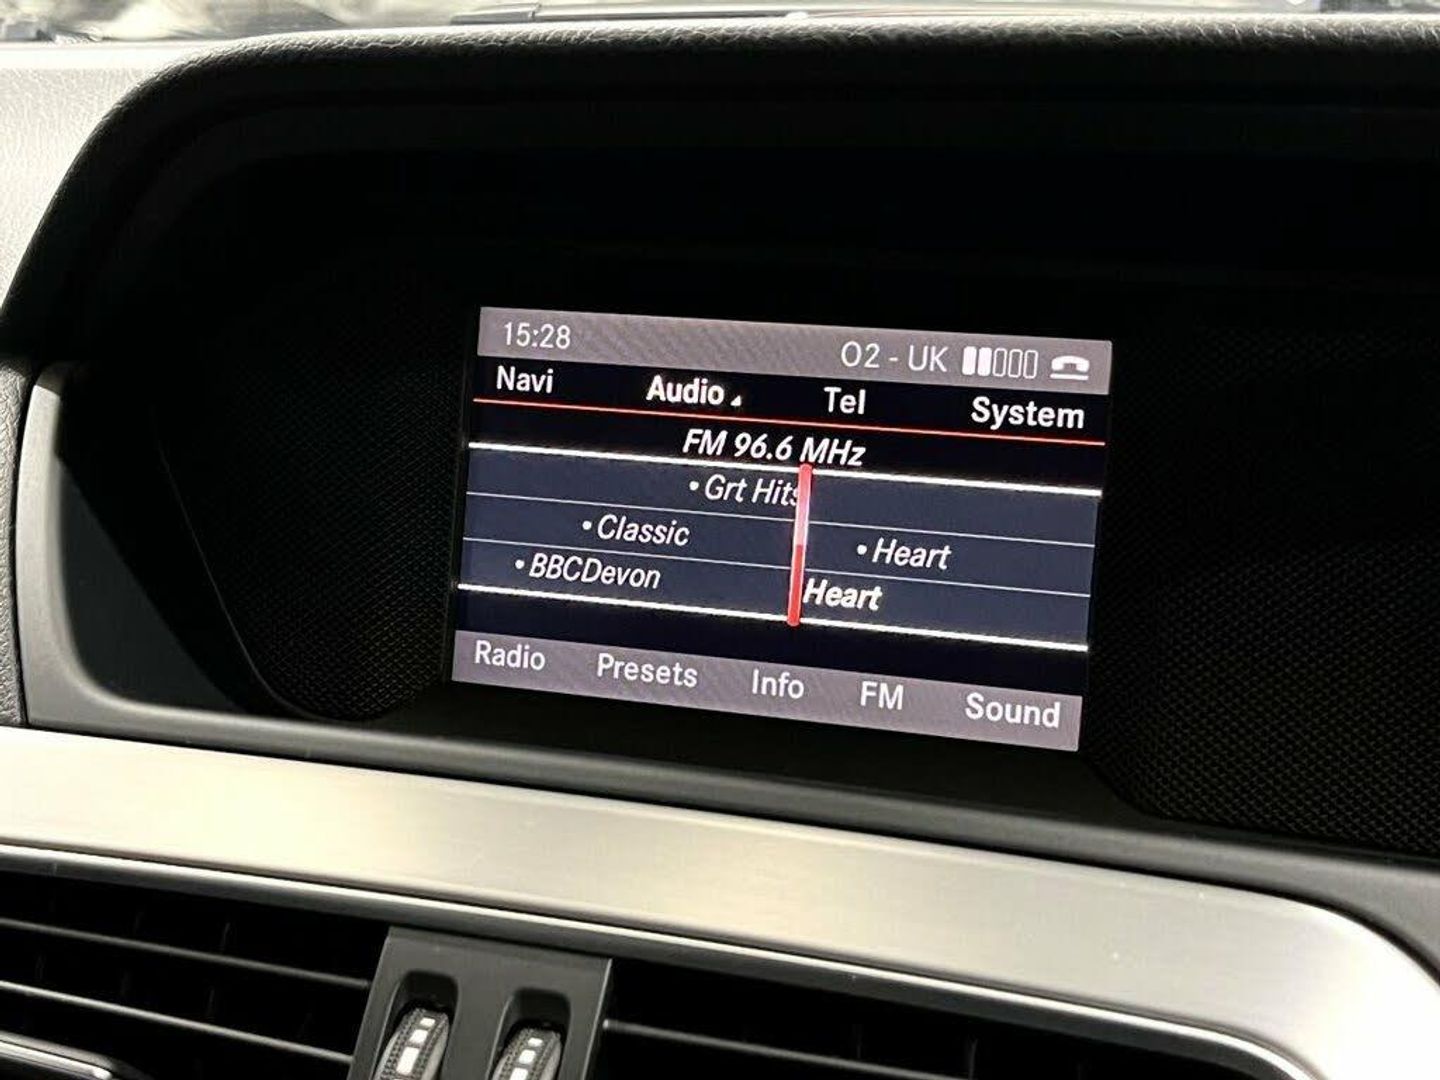 15:28 O2 - UK
Navi Audio Tel System
FM 96.6 MHz
•Grt Hits
•Classic •Heart
•BBCDevon Heart
Radio Presets Info FM Sound